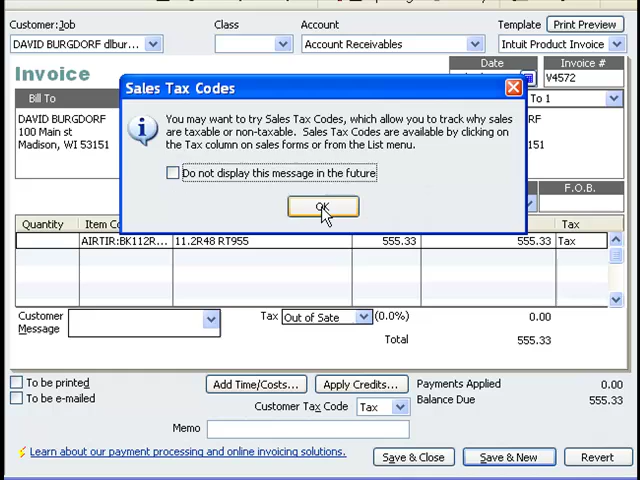 Customer:Job Class Account Template Print Preview
DAVID BURGDORF dlbur... Account Receivables Intuit Product Invoice
Invoice Date Invoice #
V4572
Sales Tax Codes
Bill To To 1
You may want to try Sales Tax Codes, which allow you to track why sales
are taxable or non-taxable. Sales Tax Codes are available by clicking on
the Tax column on sales forms or from the List menu.
DAVID BURGDORF
100 Main st
Madison, WI 53151
Do not display this message in the future
F.O.B.
OK
Quantity Item Tax
AIRTIR:BK112R... 11.2R48 RT955 555.33 555.33 Tax
Customer
Message
Tax Out of Sate (0.0%) 0.00
Total 555.33
To be printed
To be e-mailed
Add Time/Costs... Apply Credits... Payments Applied 0.00
Customer Tax Code Tax Balance Due 555.33
Memo
Learn about our payment processing and online invoicing solutions.
Save & Close Save & New Revert